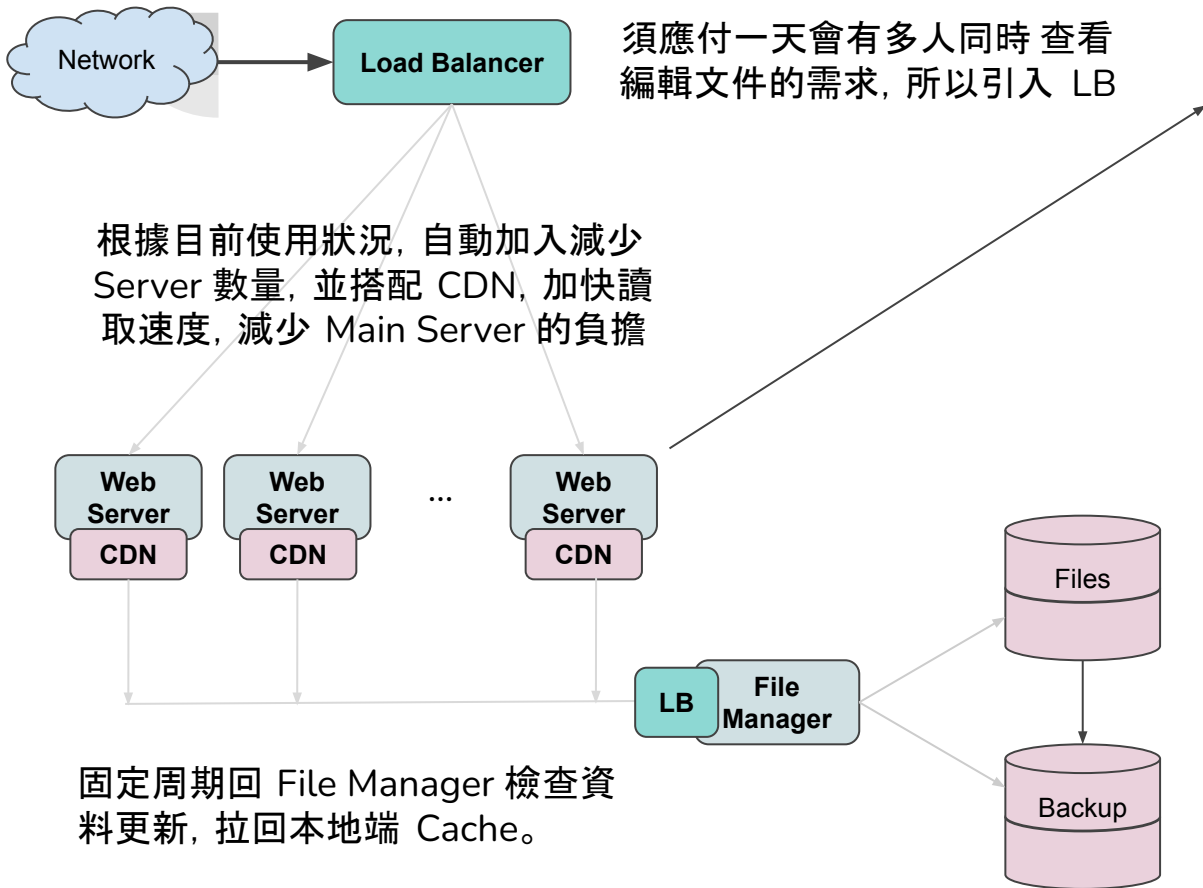 Network
Load Balancer
須應付一天會有多人同時 查看
編輯文件的需求, 所以引入 LB
根據目前使用狀況, 自動加入減少
Server 數量, 並搭配 CDN, 加快讀
取速度, 減少 Main Server 的負擔
Web
Server
CDN
Web
Server
CDN
...
Web
Server
CDN
Files
LB
File
Manager
Backup
固定周期回 File Manager 檢查資
料更新, 拉回本地端 Cache。